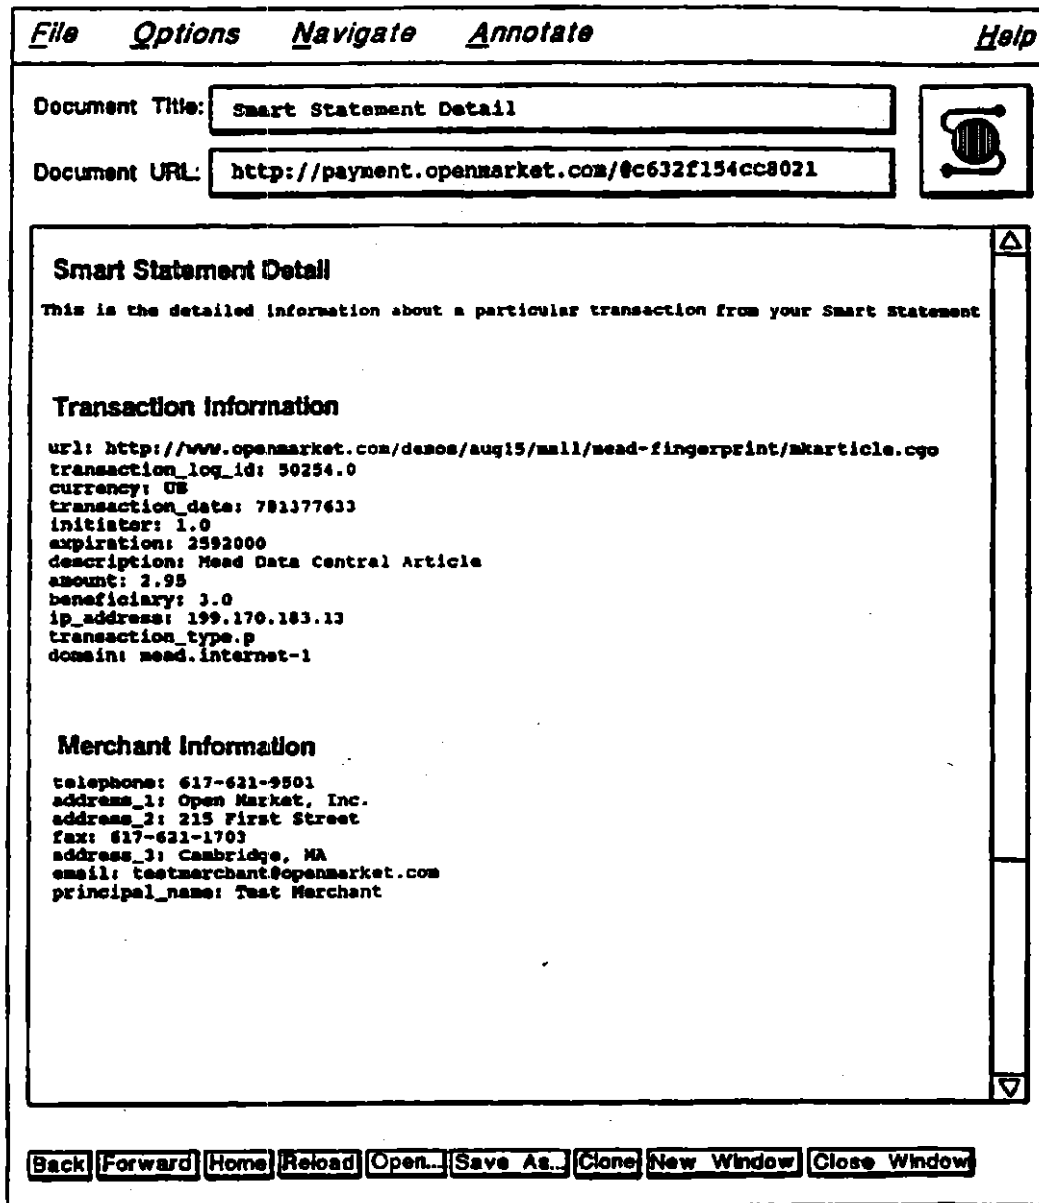 File Options Navigate Annotate Help
Document Title: Smart Statement Detail
Document URL: http://payment.openmarket.com/@c632f154cc8021
Smart Statement Detail
This is the detailed information about a particular transaction from your Smart Statement
Transaction Information
url: http://www.openmarket.com/demos/aug15/mall/mead-fingerprint/mkarticle.cgo
transaction_log_id: 50254.0
currency: US
transaction_date: 781377633
initiator: 1.0
expiration: 2592000
description: Mead Data Central Article
amount: 2.95
beneficiary: 3.0
ip_address: 199.170.183.13
transaction_type.p
domain: mead.internet-1
Merchant Information
telephone: 617-621-9501
address_1: Open Market, Inc.
address_2: 215 First Street
fax: 617-621-1703
address_3: Cambridge, MA
email: testmerchant@openmarket.com
principal_name: Test Merchant
Back Forward Home Reload Open... Save As... Clone New Window Close Window